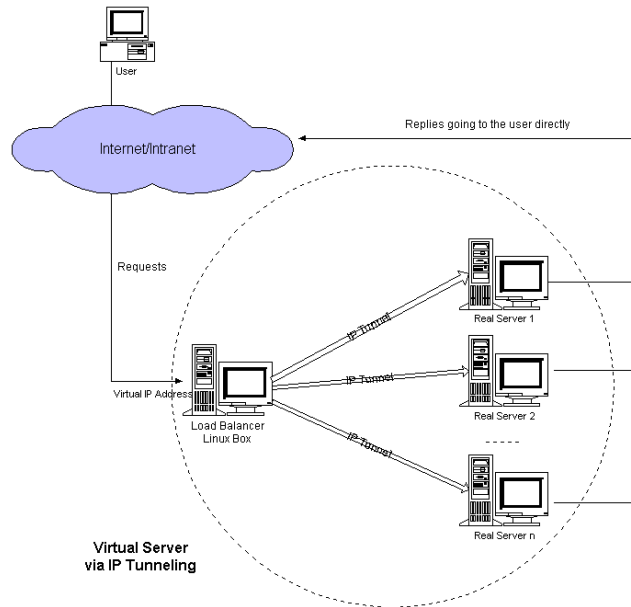 User
Internet/Intranet
Replies going to the user directly
Requests
Real Server 1
IP Tunnel
Virtual IP Address
IP Tunnel
Load Balancer
Linux Box
Real Server 2
IP Tunnel
Real Server n
Virtual Server
via IP Tunneling